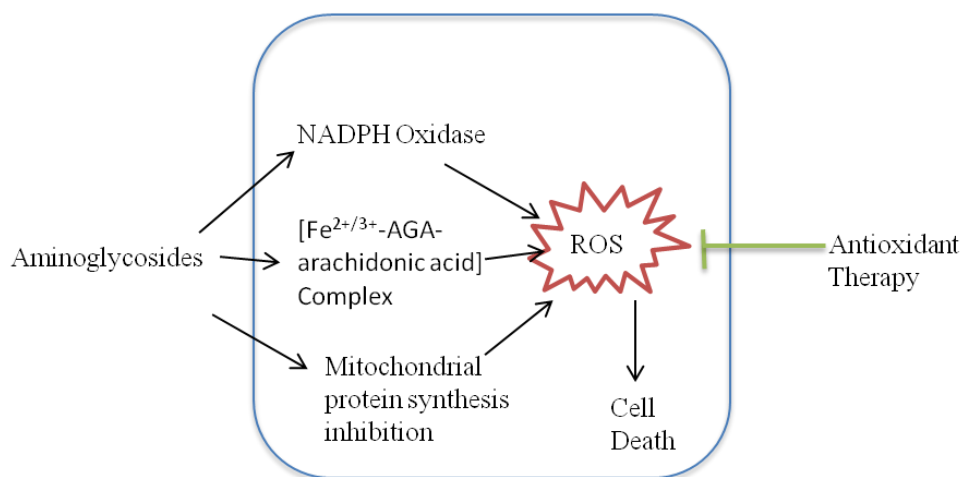 NADPH Oxidase
Aminoglycosides
[Fe²⁺/³⁺-AGA-
arachidonic acid]
Complex
Mitochondrial
protein synthesis
inhibition
ROS
Cell
Death
Antioxidant
Therapy